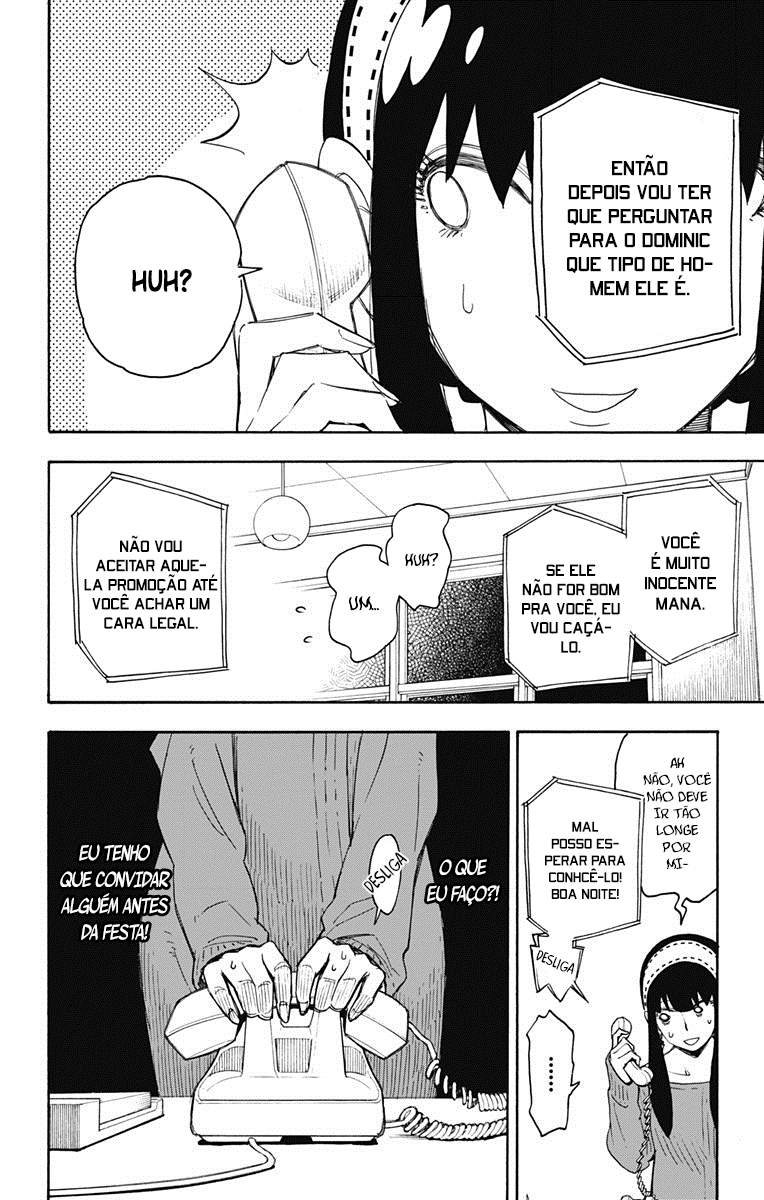 ENTÃO
DEPOIS VOU TER
QUE PERGUNTAR
PARA O DOMINIC
QUE TIPO DE HO-
MEM ELE É.
HUH?
VOCÊ
É MUITO
INOCENTE
MANA.
SE ELE
NÃO FOR BOM
PRA VOCÊ, EU
VOU CAÇÁ-
LO.
HUH?
UM...
NÃO VOU
ACEITAR AQUE-
LA PROMOÇÃO ATÉ
VOCÊ ACHAR UM
CARA LEGAL.
AH
NÃO, VOCÊ
NÃO DEVE
IR TÃO
LONGE
POR
MI-
MAL
POSSO ES-
PERAR PARA
CONHCÊ-LO!
BOA NOITE!
DESLIGA
......
O QUE
EU FAÇO?!
DESLIGA
EU TENHO
QUE CONVIDAR
ALGUÉM ANTES
DA FESTA!